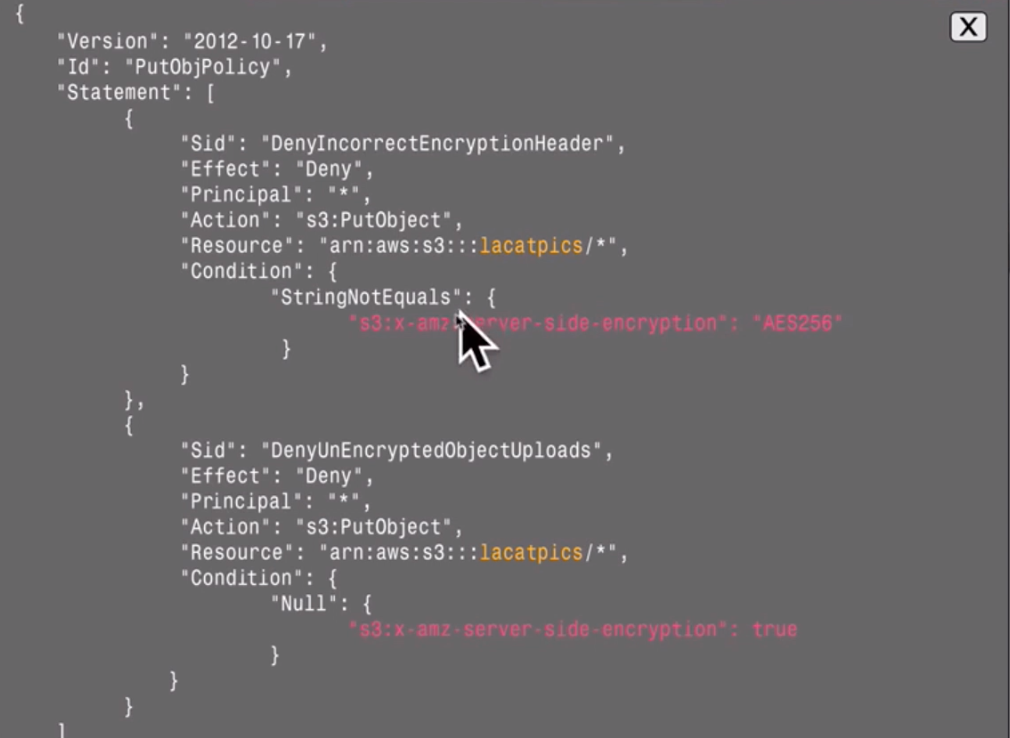 {
"Version": "2012-10-17",
"Id": "PutObjPolicy",
"Statement": [
{
"Sid": "DenyIncorrectEncryptionHeader",
"Effect": "Deny",
"Principal": "*",
"Action": "s3:PutObject",
"Resource": "arn:aws:s3:::lacatpics/*",
"Condition": {
"StringNotEquals": {
"s3:x-amz-server-side-encryption": "AES256"
}
}
},
{
"Sid": "DenyUnEncryptedObjectUploads",
"Effect": "Deny",
"Principal": "*",
"Action": "s3:PutObject",
"Resource": "arn:aws:s3:::lacatpics/*",
"Condition": {
"Null": {
"s3:x-amz-server-side-encryption": true
}
}
}
]
X